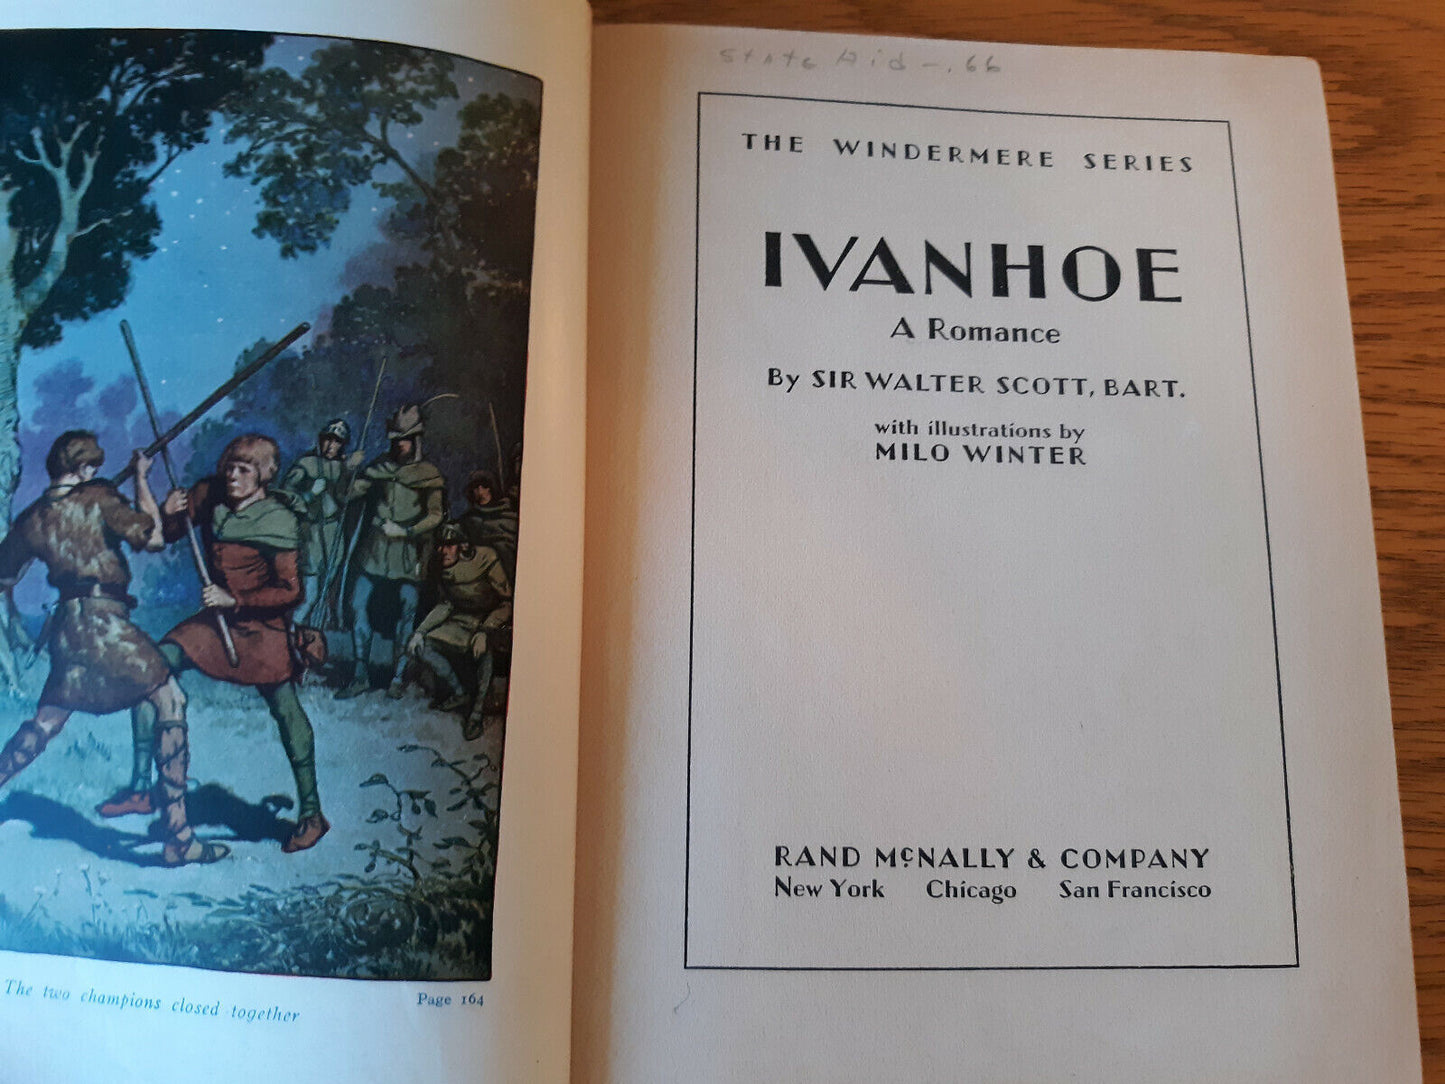 State Aid - .66
THE WINDERMERE SERIES
IVANHOE
A Romance
By SIR WALTER SCOTT, BART.
with illustrations by
MILO WINTER
RAND McNALLY & COMPANY
New York Chicago San Francisco
The two champions closed together
Page 164